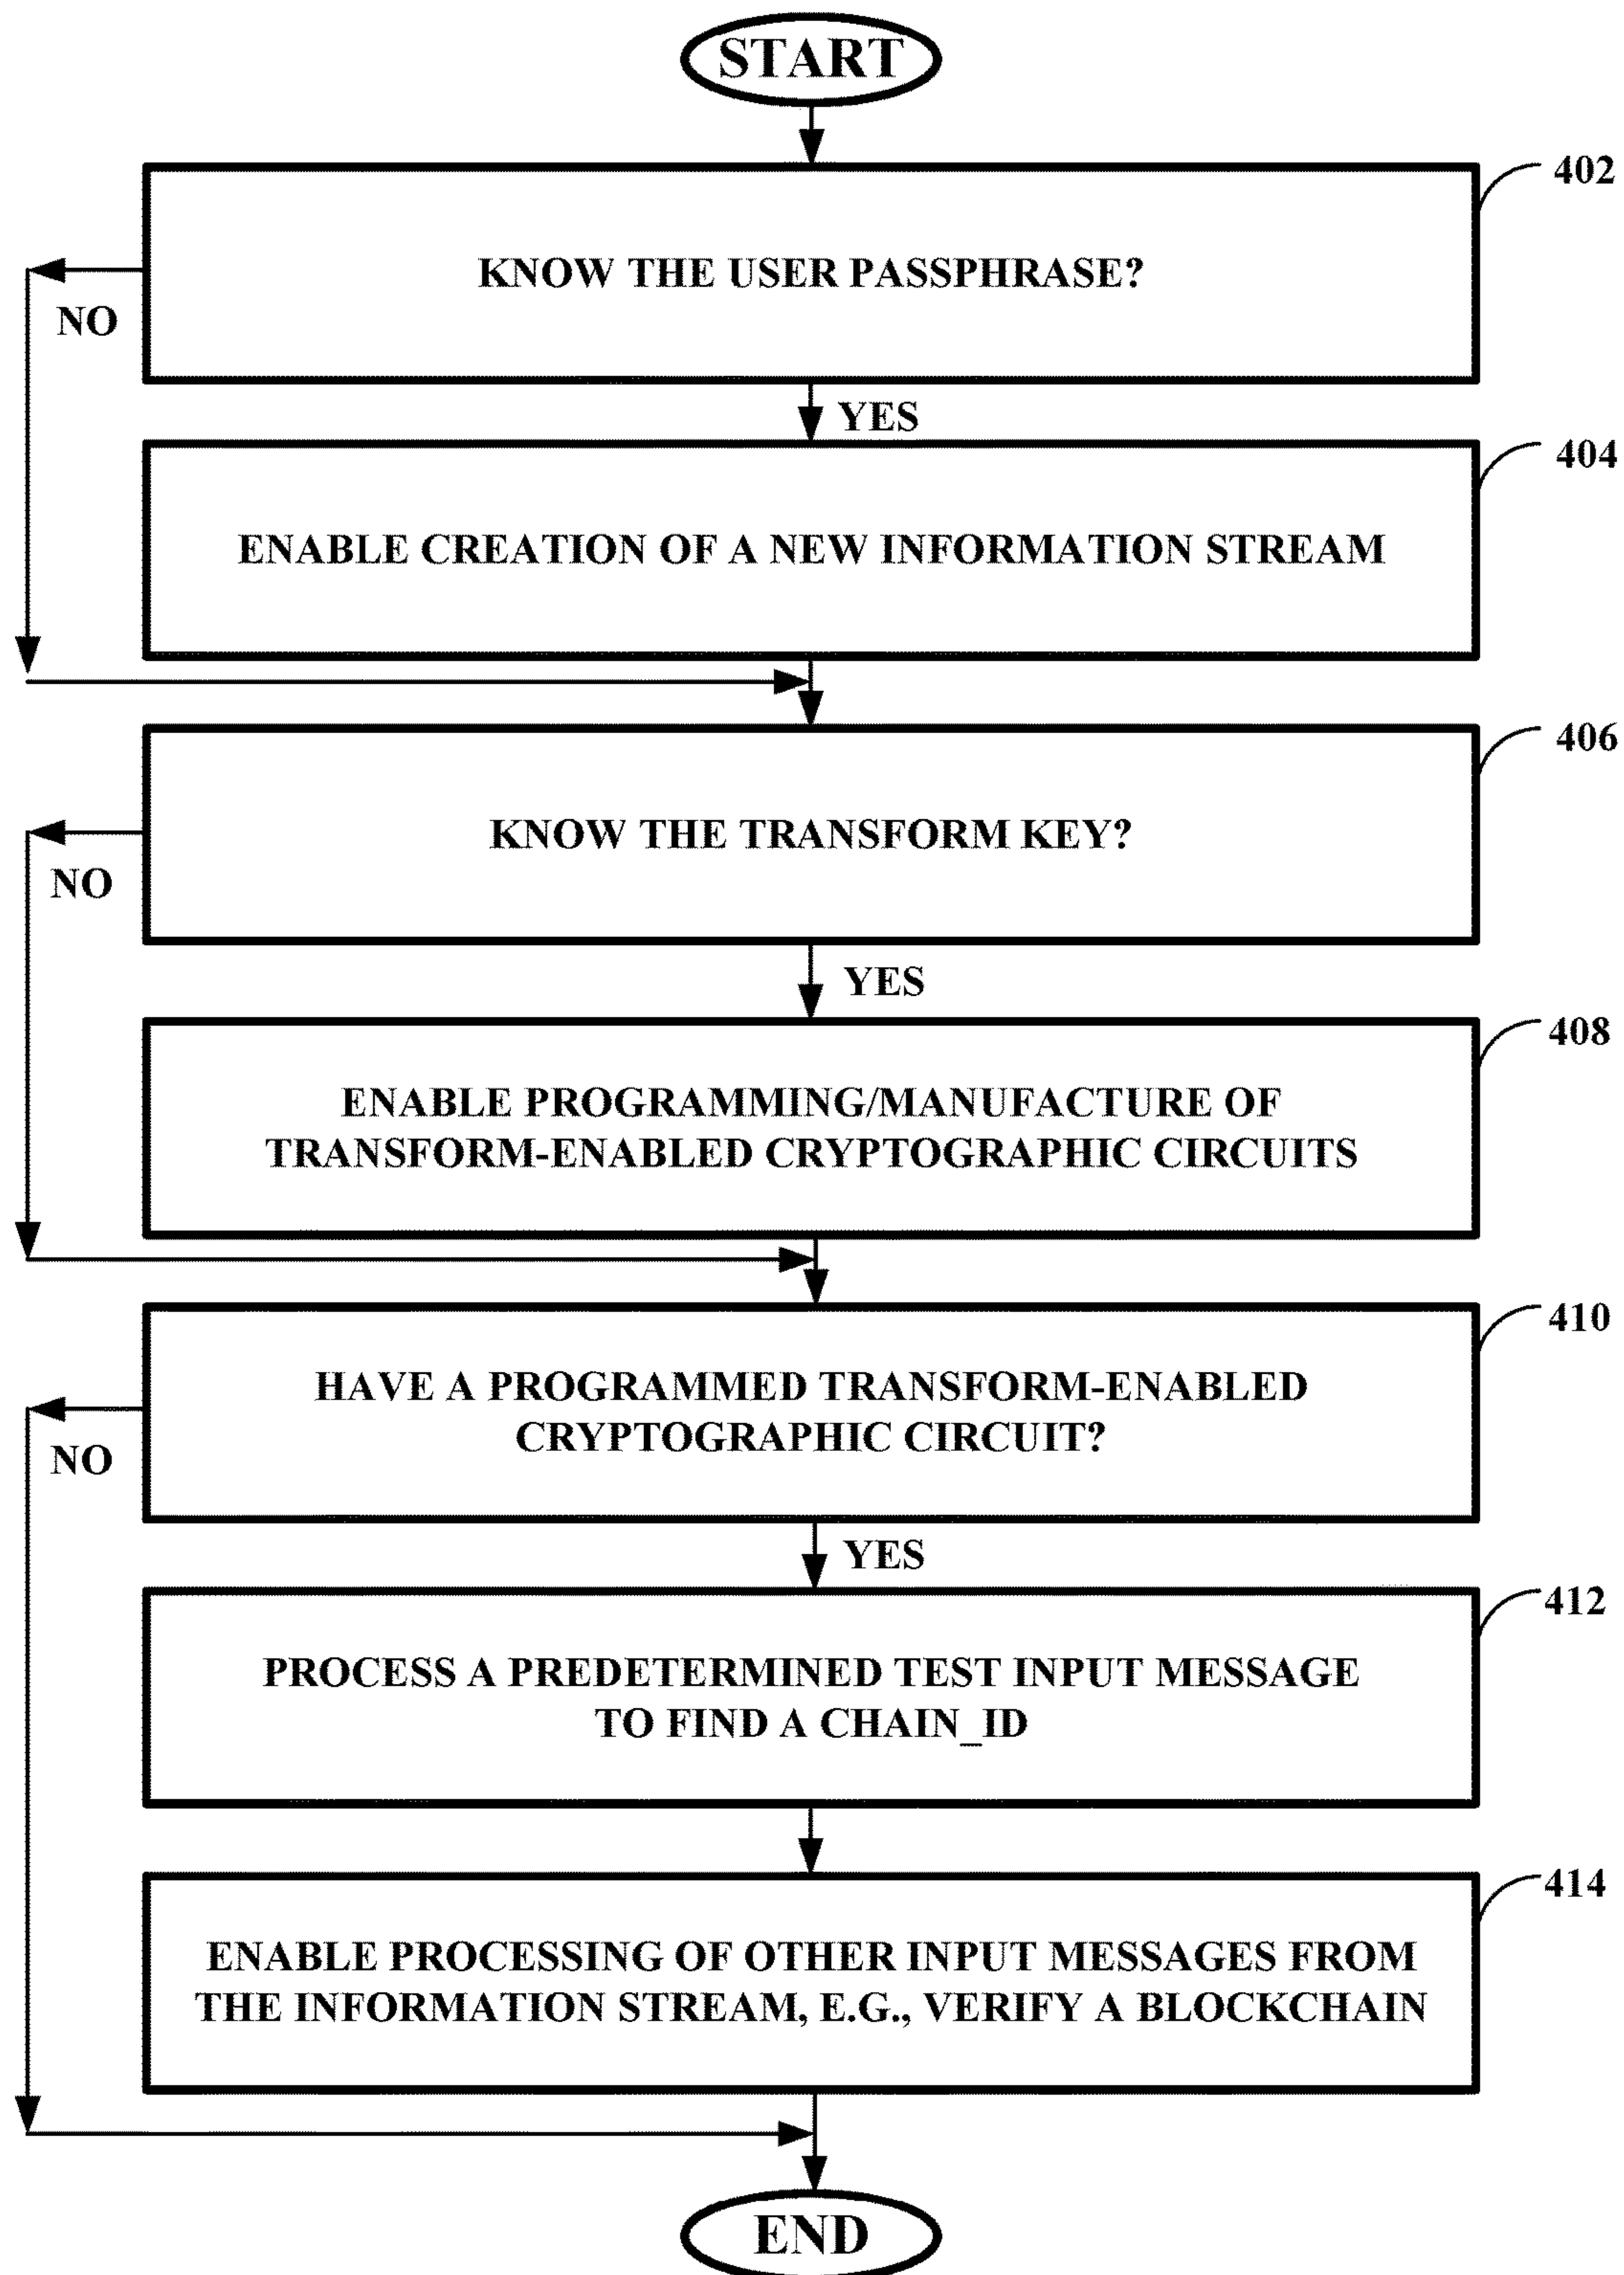 START
402
KNOW THE USER PASSPHRASE?
NO
YES
404
ENABLE CREATION OF A NEW INFORMATION STREAM
406
KNOW THE TRANSFORM KEY?
NO
YES
408
ENABLE PROGRAMMING/MANUFACTURE OF
TRANSFORM-ENABLED CRYPTOGRAPHIC CIRCUITS
410
HAVE A PROGRAMMED TRANSFORM-ENABLED
CRYPTOGRAPHIC CIRCUIT?
NO
YES
412
PROCESS A PREDETERMINED TEST INPUT MESSAGE
TO FIND A CHAIN_ID
414
ENABLE PROCESSING OF OTHER INPUT MESSAGES FROM
THE INFORMATION STREAM, E.G., VERIFY A BLOCKCHAIN
END